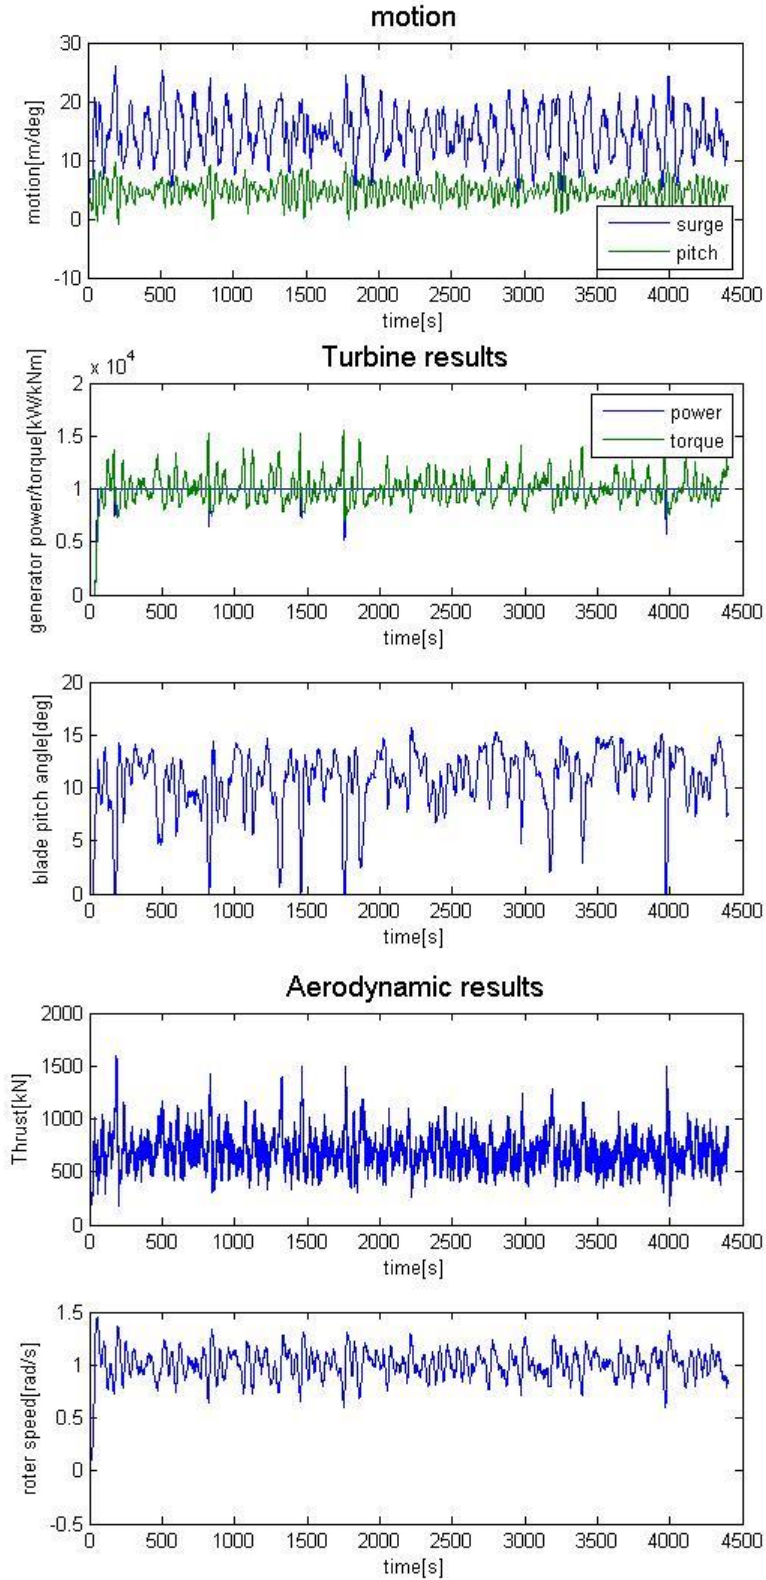 motion
30
20
10
0
-10
motion[m/deg]
surge
pitch
0 500 1000 1500 2000 2500 3000 3500 4000 4500
time[s]
Turbine results
x 10^4
2
1.5
1
0.5
0
generator power/torque[kW/kNm]
power
torque
0 500 1000 1500 2000 2500 3000 3500 4000 4500
time[s]
20
15
10
5
0
blade pitch angle[deg]
0 500 1000 1500 2000 2500 3000 3500 4000 4500
time[s]
Aerodynamic results
2000
1500
1000
500
0
Thrust[kN]
0 500 1000 1500 2000 2500 3000 3500 4000 4500
time[s]
1.5
1
0.5
0
-0.5
roter speed[rad/s]
0 500 1000 1500 2000 2500 3000 3500 4000 4500
time[s]